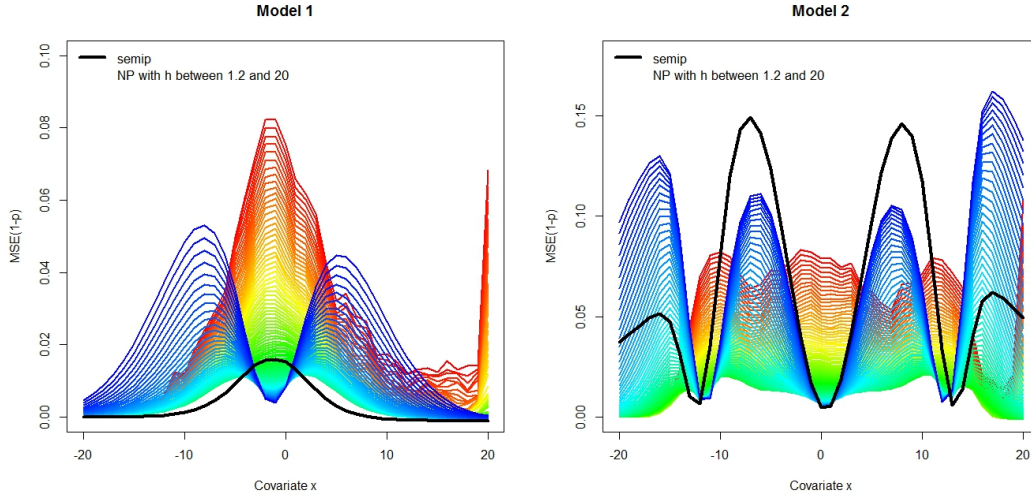 Model 1
MSE(1-p)
0.10
0.08
0.06
0.04
0.02
0.00
semip
NP with h between 1.2 and 20
-20
-10
0
10
20
Covariate x
Model 2
MSE(1-p)
0.15
0.10
0.05
0.00
semip
NP with h between 1.2 and 20
-20
-10
0
10
20
Covariate x